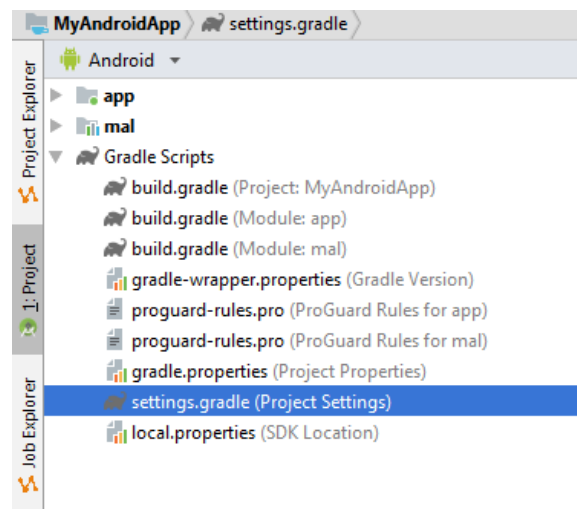 MyAndroidApp settings.gradle
Android
app
mal
Gradle Scripts
build.gradle (Project: MyAndroidApp)
build.gradle (Module: app)
build.gradle (Module: mal)
gradle-wrapper.properties (Gradle Version)
proguard-rules.pro (ProGuard Rules for app)
proguard-rules.pro (ProGuard Rules for mal)
gradle.properties (Project Properties)
settings.gradle (Project Settings)
local.properties (SDK Location)
Project Explorer
1: Project
Job Explorer